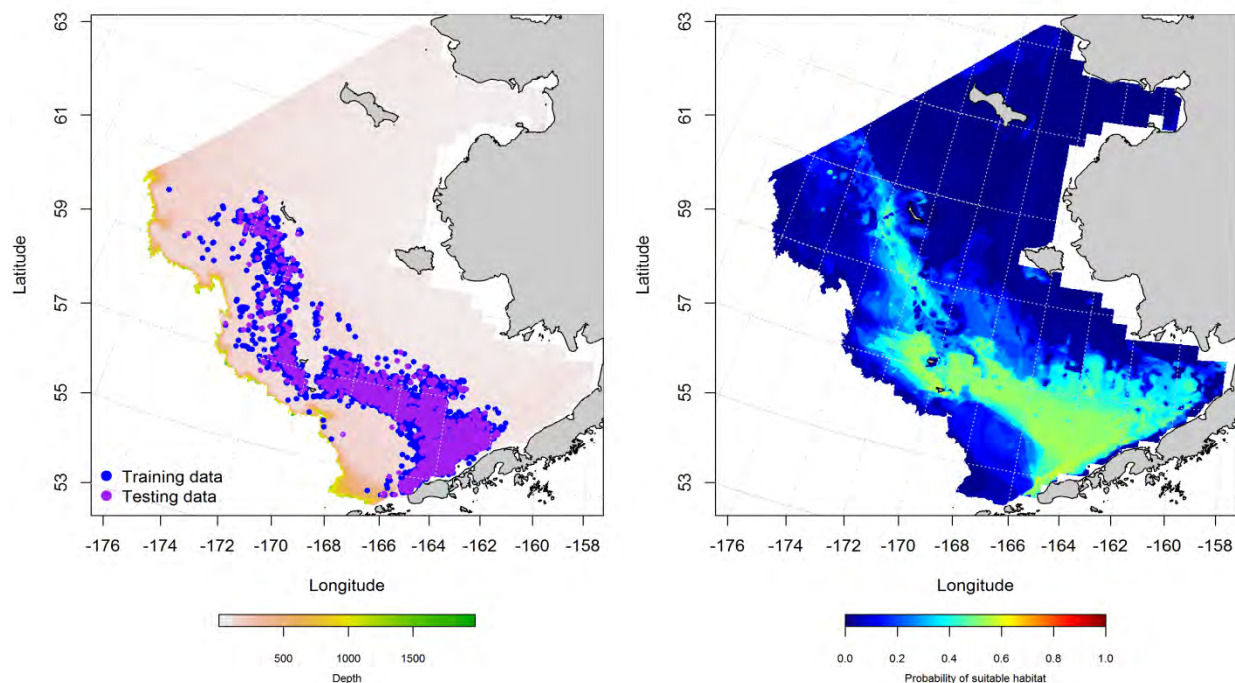 63
61
59
57
55
53
Latitude
Training data
Testing data
-176 -174 -172 -170 -168 -166 -164 -162 -160 -158
Longitude
500 1000 1500
Depth
63
61
59
57
55
53
Latitude
-176 -174 -172 -170 -168 -166 -164 -162 -160 -158
Longitude
0.0 0.2 0.4 0.6 0.8 1.0
Probability of suitable habitat